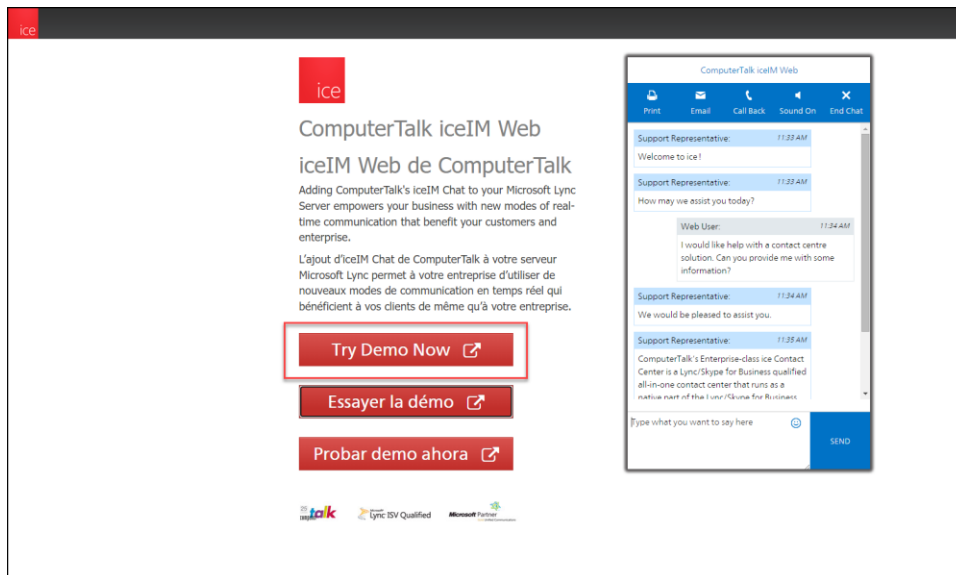 ice
ice
ComputerTalk iceIM Web
iceIM Web de ComputerTalk
Adding ComputerTalk's iceIM Chat to your Microsoft Lync
Server empowers your business with new modes of real-
time communication that benefit your customers and
enterprise.
L'ajout d'iceIM Chat de ComputerTalk à votre serveur
Microsoft Lync permet à votre entreprise d'utiliser de
nouveaux modes de communication en temps réel qui
bénéficient à vos clients de même qu'à votre entreprise.
Try Demo Now
Essayer la démo
Probar demo ahora
25
talk
Lync ISV Qualified
Microsoft Partner
ComputerTalk iceIM Web
Print Email Call Back Sound On End Chat
Support Representative: 11:33 AM
Welcome to ice!
Support Representative: 11:33 AM
How may we assist you today?
Web User: 11:34 AM
I would like help with a contact centre
solution. Can you provide me with some
information?
Support Representative: 11:34 AM
We would be pleased to assist you.
Support Representative: 11:35 AM
ComputerTalk's Enterprise-class ice Contact
Center is a Lync/Skype for Business qualified
all-in-one contact center that runs as a
native part of the Lync/Skype for Business
Type what you want to say here
SEND